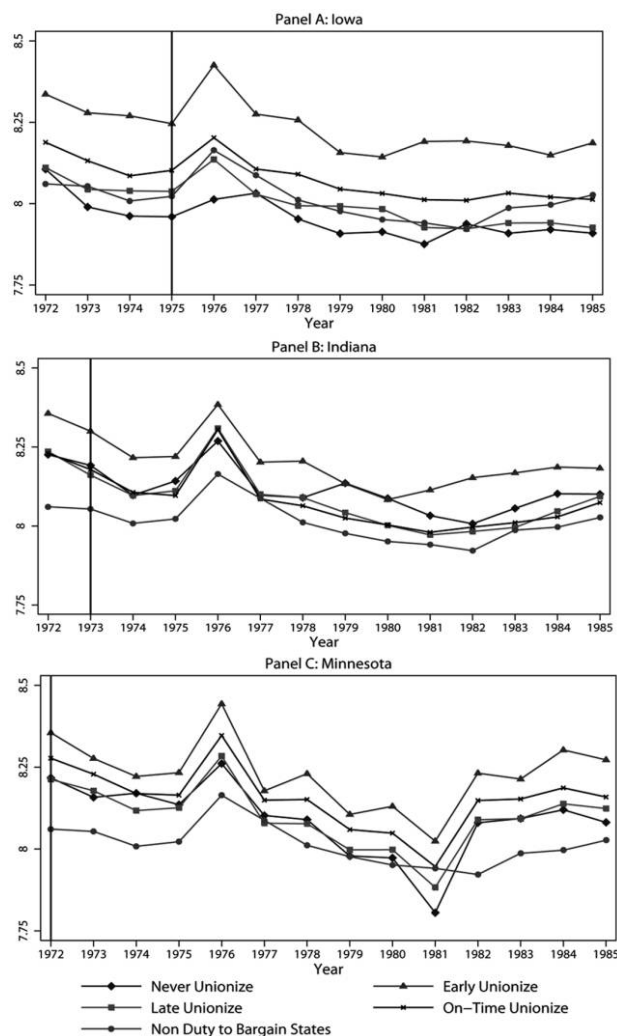 Panel A: Iowa
8.5
8.25
8
7.75
1972 1973 1974 1975 1976 1977 1978 1979 1980 1981 1982 1983 1984 1985
Year
Panel B: Indiana
8.5
8.25
8
7.75
1972 1973 1974 1975 1976 1977 1978 1979 1980 1981 1982 1983 1984 1985
Year
Panel C: Minnesota
8.5
8.25
8
7.75
1972 1973 1974 1975 1976 1977 1978 1979 1980 1981 1982 1983 1984 1985
Year
Never Unionize Early Unionize
Late Unionize On-Time Unionize
Non Duty to Bargain States